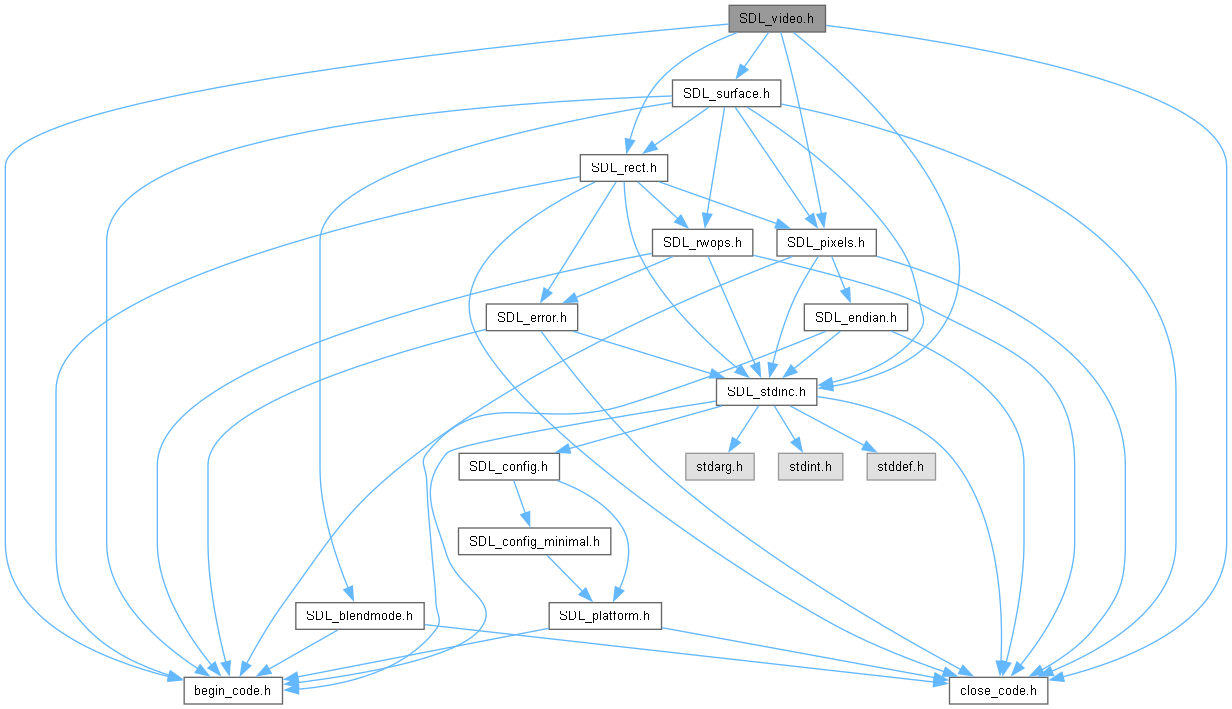 SDL_video.h
SDL_surface.h
SDL_rect.h
SDL_rwops.h
SDL_pixels.h
SDL_error.h
SDL_endian.h
SDL_stdinc.h
SDL_config.h
stdarg.h
stdint.h
stddef.h
SDL_config_minimal.h
SDL_blendmode.h
SDL_platform.h
begin_code.h
close_code.h